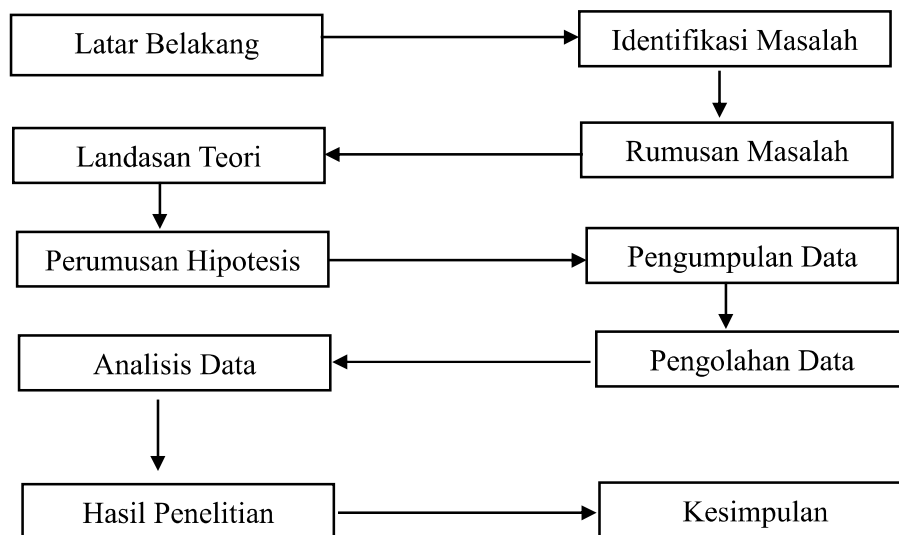 Latar Belakang
Identifikasi Masalah
Rumusan Masalah
Landasan Teori
Perumusan Hipotesis
Pengumpulan Data
Pengolahan Data
Analisis Data
Hasil Penelitian
Kesimpulan